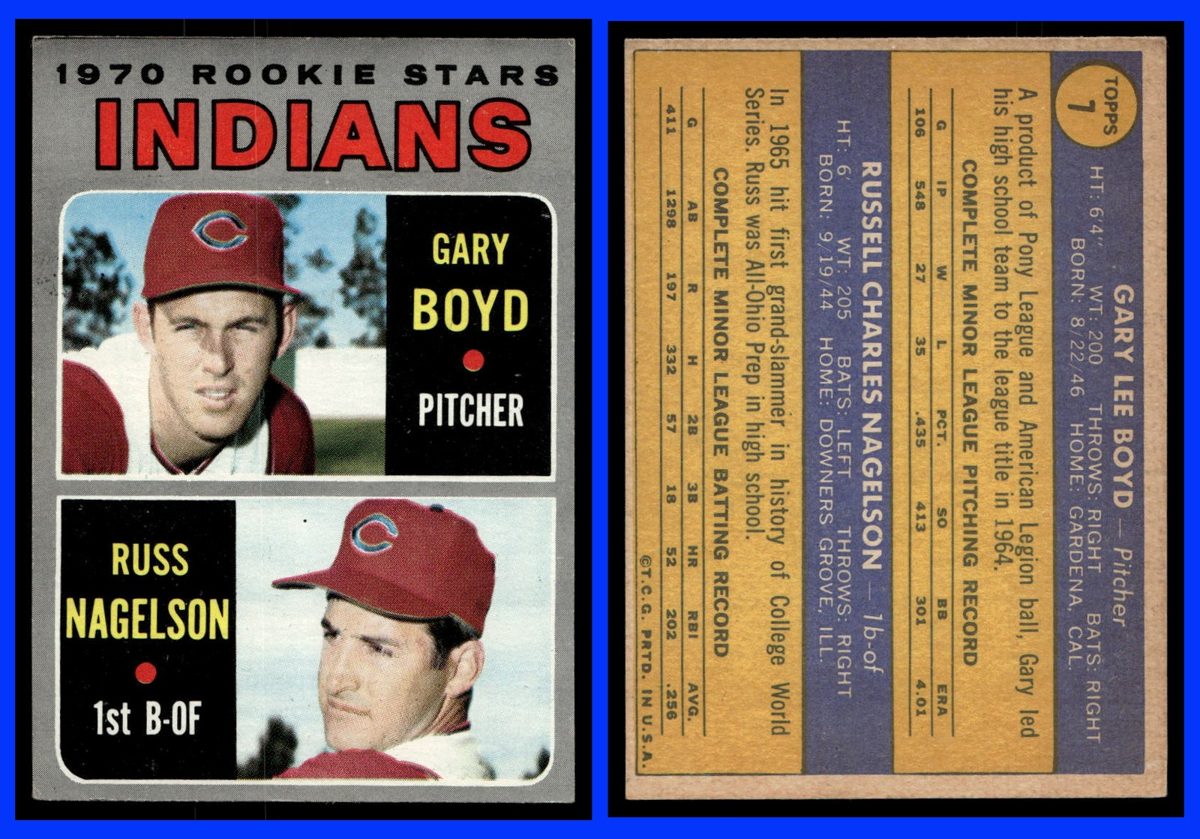 1970 ROOKIE STARS
INDIANS
GARY
BOYD
PITCHER
RUSS
NAGELSON
1st B-OF
TOPPS
7
GARY LEE BOYD — Pitcher
HT: 6'4" WT: 200 THROWS: RIGHT BATS: RIGHT
BORN: 8/22/46 HOME: GARDENA, CAL.
A product of Pony League and American Legion ball, Gary led
his high school team to the league title in 1964.
COMPLETE MINOR LEAGUE PITCHING RECORD
G IP W L PCT. SO BB ERA
106 548 27 35 .435 413 301 4.01
RUSSELL CHARLES NAGELSON — 1b-of
HT: 6' WT: 205 BATS: LEFT THROWS: RIGHT
BORN: 9/19/44 HOME: DOWNERS GROVE, ILL.
In 1965 hit first grand-slammer in history of College World
Series. Russ was All-Ohio Prep in high school.
COMPLETE MINOR LEAGUE BATTING RECORD
G AB R H 2B 3B HR RBI AVG.
411 1298 197 332 57 18 52 202 .256
©T.C.G. PRTD. IN U.S.A.